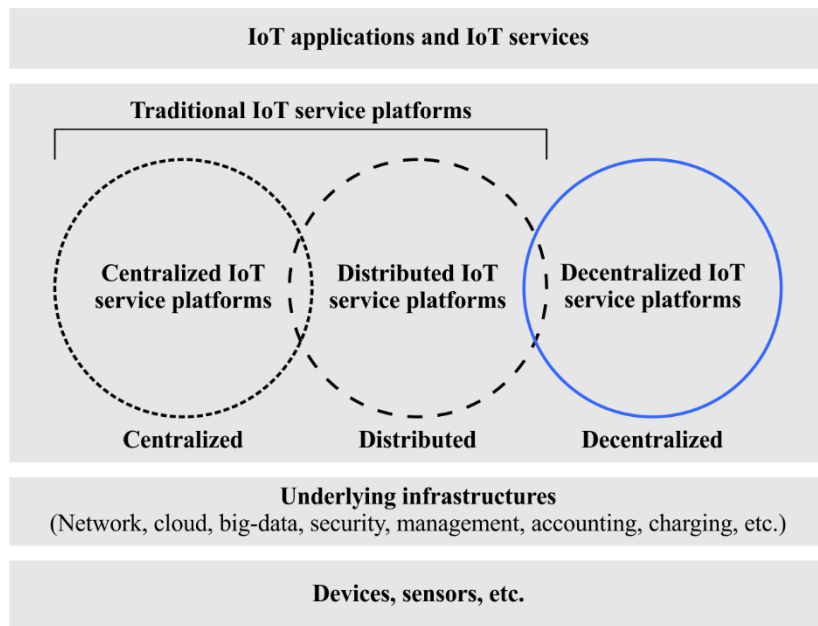 IoT applications and IoT services
Traditional IoT service platforms
Centralized IoT
service platforms
Distributed IoT
service platforms
Decentralized IoT
service platforms
Centralized
Distributed
Decentralized
Underlying infrastructures
(Network, cloud, big-data, security, management, accounting, charging, etc.)
Devices, sensors, etc.